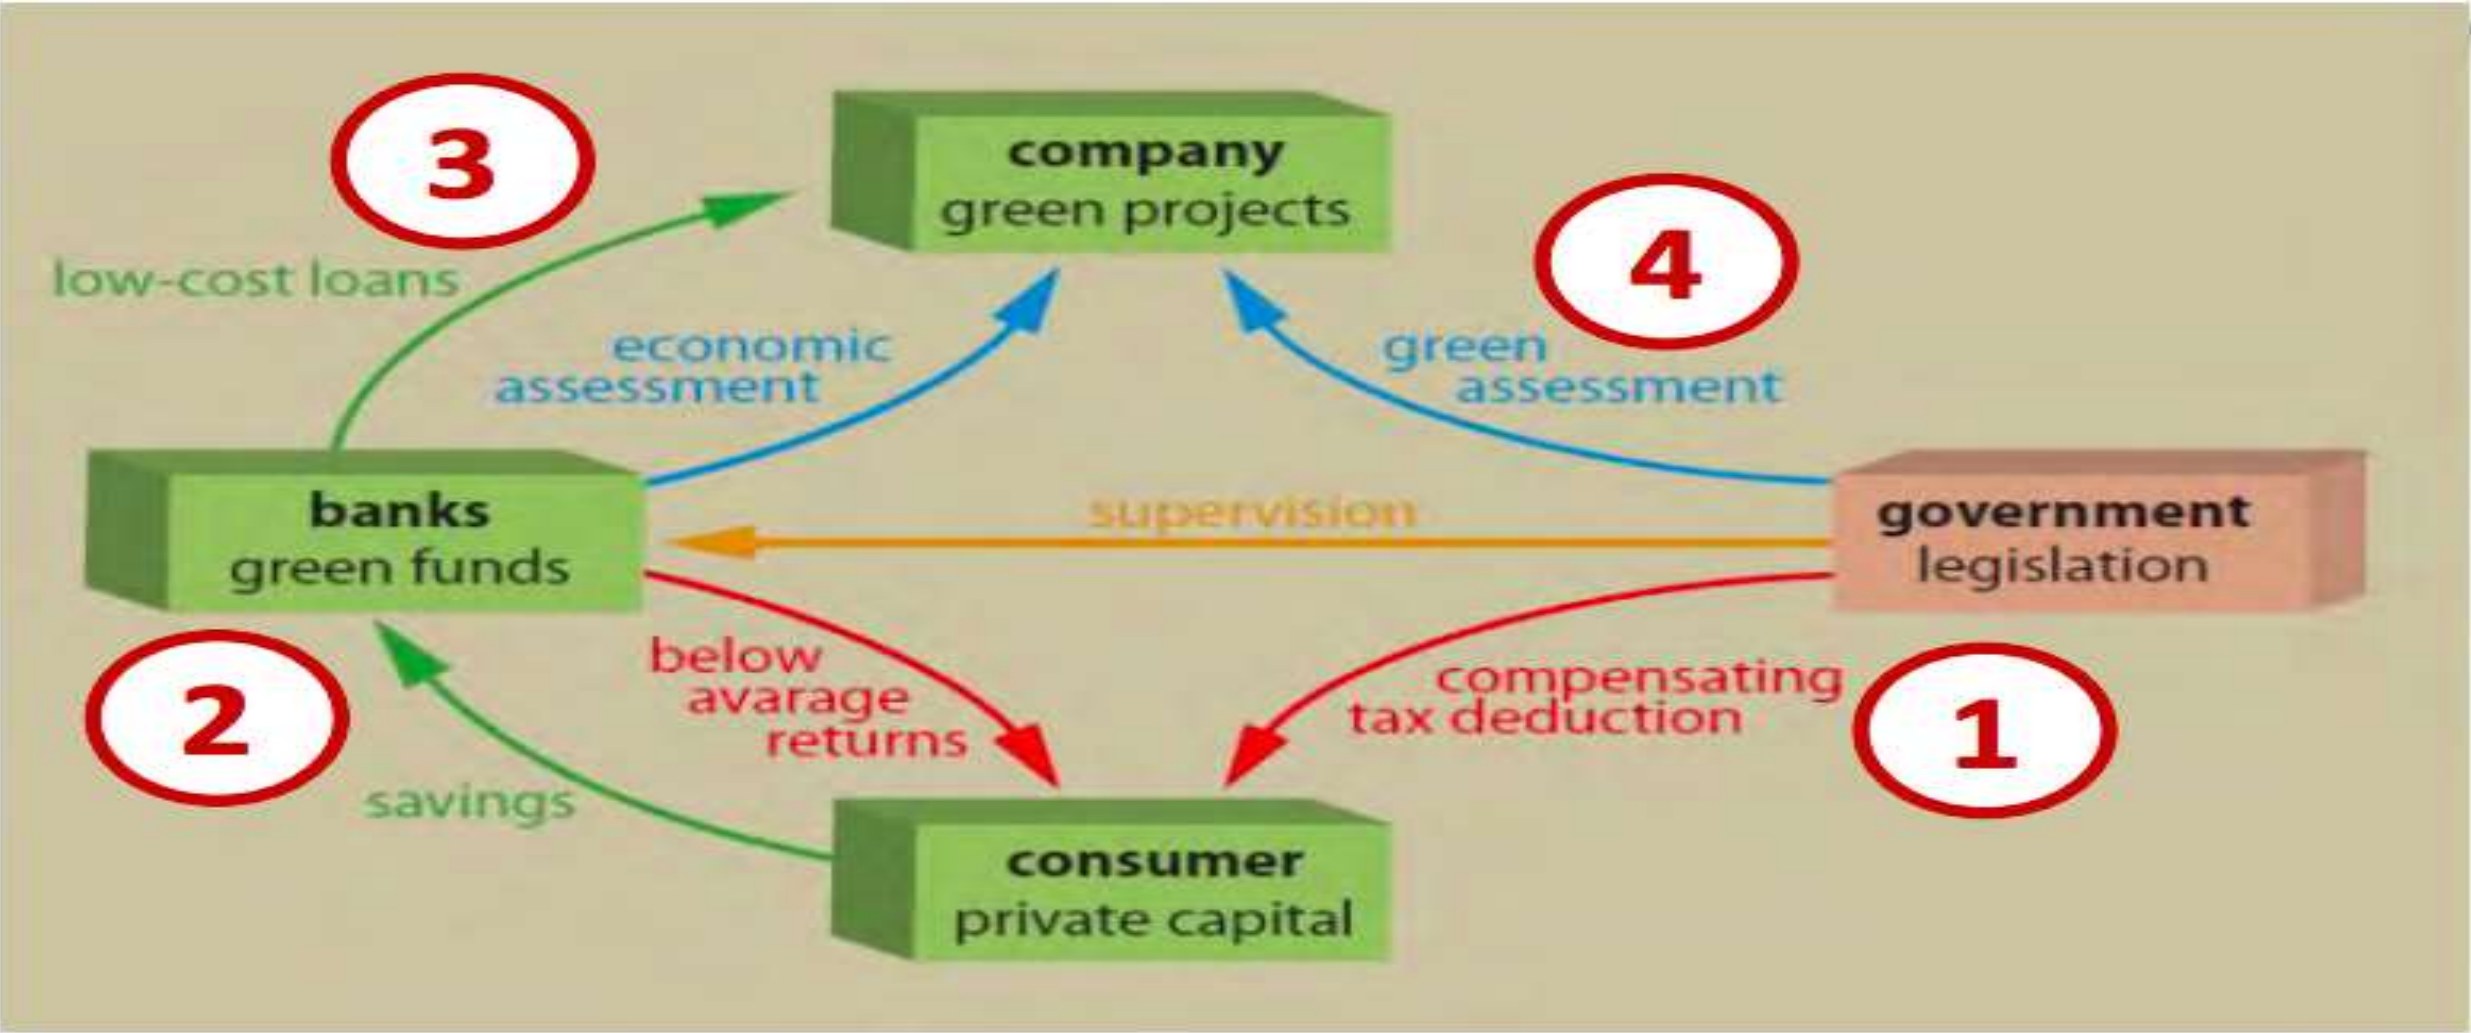 3
company
green projects
4
low-cost loans
economic
assessment
green
assessment
banks
green funds
supervision
government
legislation
2
below
avarage
returns
compensating
tax deduction
1
savings
consumer
private capital